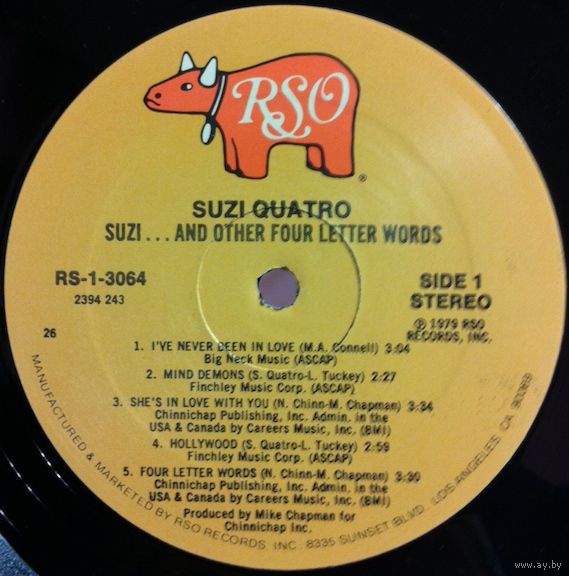 RSO
®
SUZI QUATRO
SUZI... AND OTHER FOUR LETTER WORDS
RS-1-3064
2394 243
SIDE 1
STEREO
℗ 1979 RSO
RECORDS, INC.
26
1. I'VE NEVER BEEN IN LOVE (M.A. Connell) 3:04
Big Neck Music (ASCAP)
2. MIND DEMONS (S. Quatro-L. Tuckey) 2:27
Finchley Music Corp. (ASCAP)
3. SHE'S IN LOVE WITH YOU (N. Chinn-M. Chapman) 3:34
Chinnichap Publishing, Inc. Admin. in the
USA & Canada by Careers Music, Inc. (BMI)
4. HOLLYWOOD (S. Quatro-L. Tuckey) 2:59
Finchley Music Corp. (ASCAP)
5. FOUR LETTER WORDS (N. Chinn-M. Chapman) 3:30
Chinnichap Publishing, Inc. Admin. in the
USA & Canada by Careers Music, Inc. (BMI)
Produced by Mike Chapman for
Chinnichap Inc.
MANUFACTURED & MARKETED BY RSO RECORDS, INC. 8335 SUNSET BLVD. LOS ANGELES, CA. 90069
www.ay.by